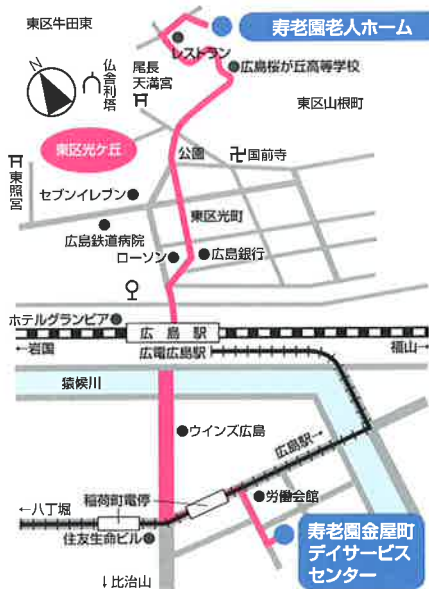 東区牛田東
寿老園老人ホーム
レストラン
N
仏舎利塔
尾長
天満宮
広島桜が丘高等学校
東区山根町
東区光ケ丘
公園
国前寺
東照宮
セブンイレブン
東区光町
広島鉄道病院
ローソン
広島銀行
ホテルグランビア
広島駅
←岩国
広電広島駅
福山→
猿候川
ウインズ広島
広島駅→
労働会館
←八丁堀
稲荷町電停
住友生命ビル
寿老園金屋町
デイサービス
センター
↓比治山